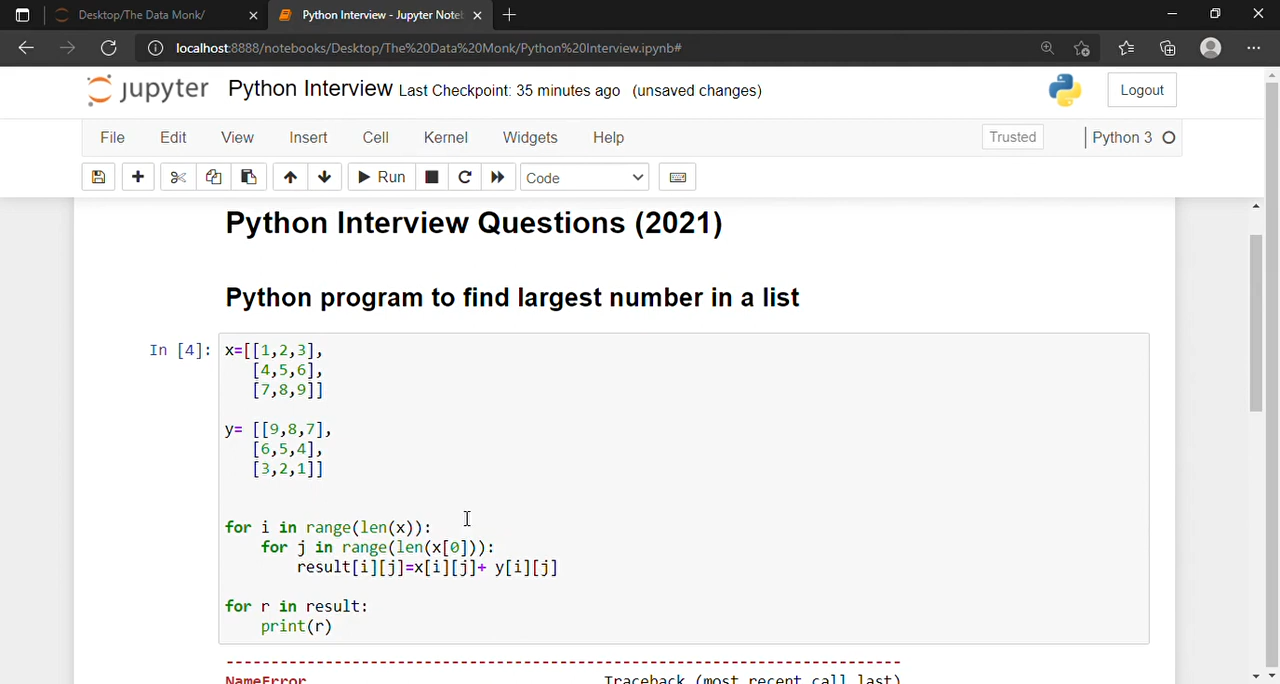 Desktop/The Data Monk/
Python Interview - Jupyter Note
localhost:8888/notebooks/Desktop/The%20Data%20Monk/Python%20Interview.ipynb#
jupyter Python Interview Last Checkpoint: 35 minutes ago (unsaved changes)
Logout
File Edit View Insert Cell Kernel Widgets Help
Trusted
Python 3
Run
Code
Python Interview Questions (2021)
Python program to find largest number in a list
In [4]: x=[[1,2,3],
[4,5,6],
[7,8,9]]
y= [[9,8,7],
[6,5,4],
[3,2,1]]
for i in range(len(x)):
for j in range(len(x[0])):
result[i][j]=x[i][j]+ y[i][j]
for r in result:
print(r)
---------------------------------------------------------------------------
NameError Traceback (most recent call last)